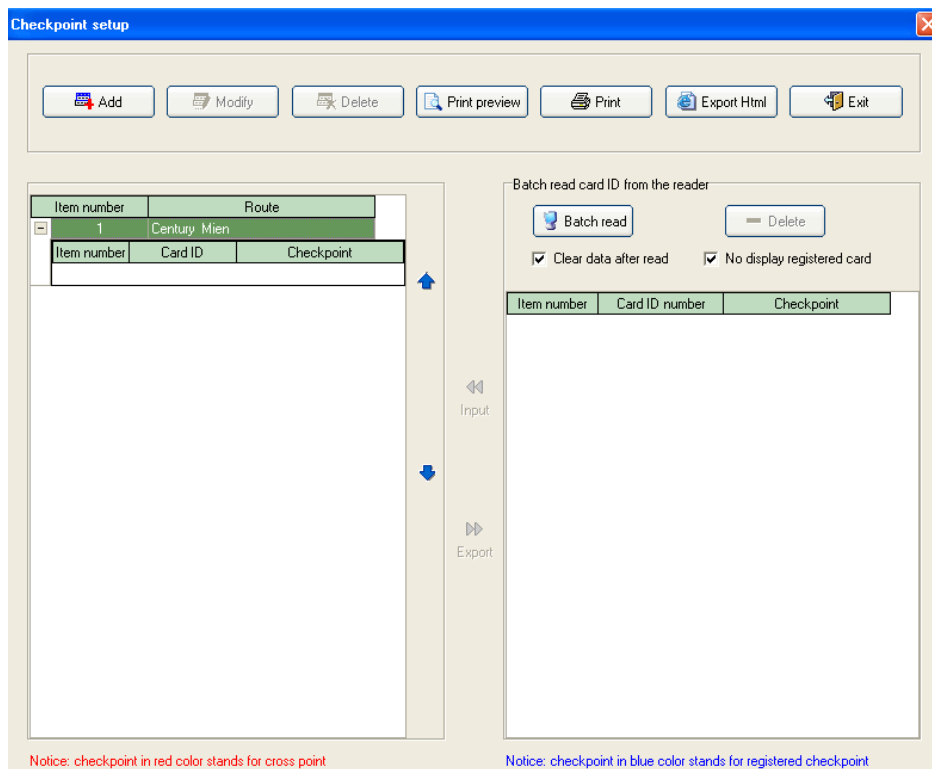 Checkpoint setup
Add Modify Delete Print preview Print Export Html Exit
Batch read card ID from the reader
Item number Route
1 Century Mien
Item number Card ID Checkpoint
Batch read Delete
Clear data after read No display registered card
Item number Card ID number Checkpoint
Input
Export
Notice: checkpoint in red color stands for cross point
Notice: checkpoint in blue color stands for registered checkpoint